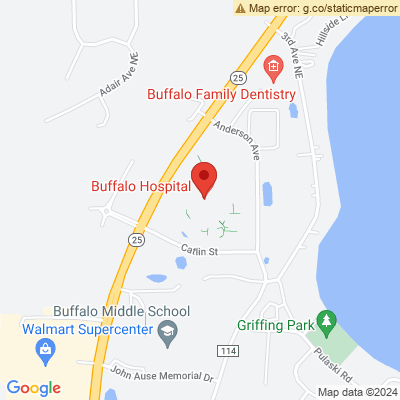 Map error: g.co/staticmaperror
Hillside Ln
3rd Ave NE
Adair Ave NE
25
Buffalo Family Dentistry
Anderson Ave
Buffalo Hospital
25
Catlin St
Buffalo Middle School
Walmart Supercenter
Griffing Park
114
John Ause Memorial Dr
Pulaski Rd
Google
Map data ©2024